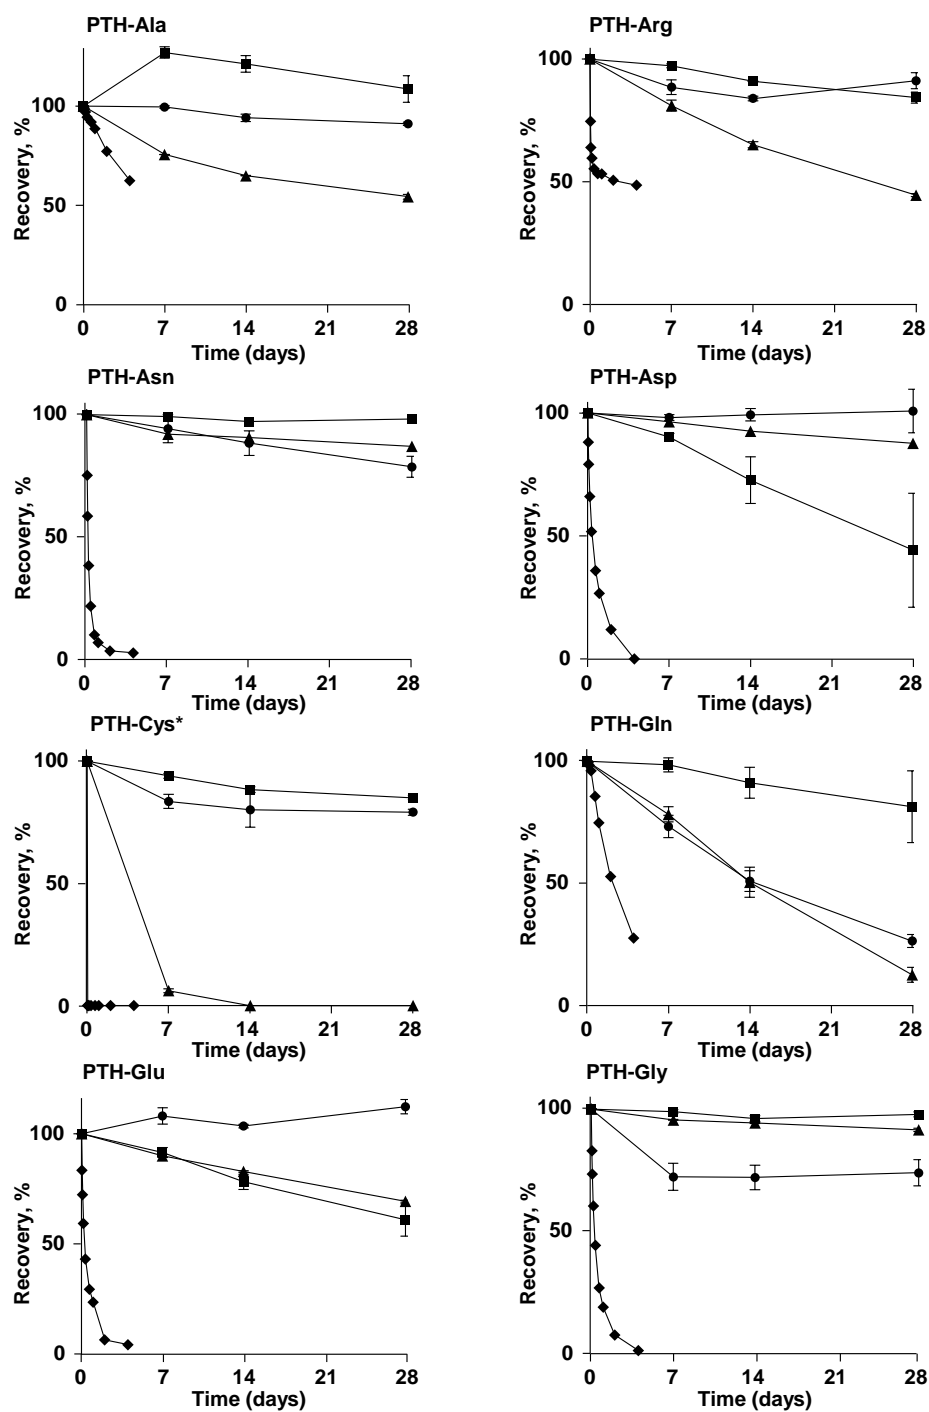 PTH-Ala
Recovery, %
100
50
0
0 7 14 21 28
Time (days)
PTH-Arg
Recovery, %
100
50
0
0 7 14 21 28
Time (days)
PTH-Asn
Recovery, %
100
50
0
0 7 14 21 28
Time (days)
PTH-Asp
Recovery, %
100
50
0
0 7 14 21 28
Time (days)
PTH-Cys*
Recovery, %
100
50
0
0 7 14 21 28
Time (days)
PTH-Gln
Recovery, %
100
50
0
0 7 14 21 28
Time (days)
PTH-Glu
Recovery, %
100
50
0
0 7 14 21 28
Time (days)
PTH-Gly
Recovery, %
100
50
0
0 7 14 21 28
Time (days)